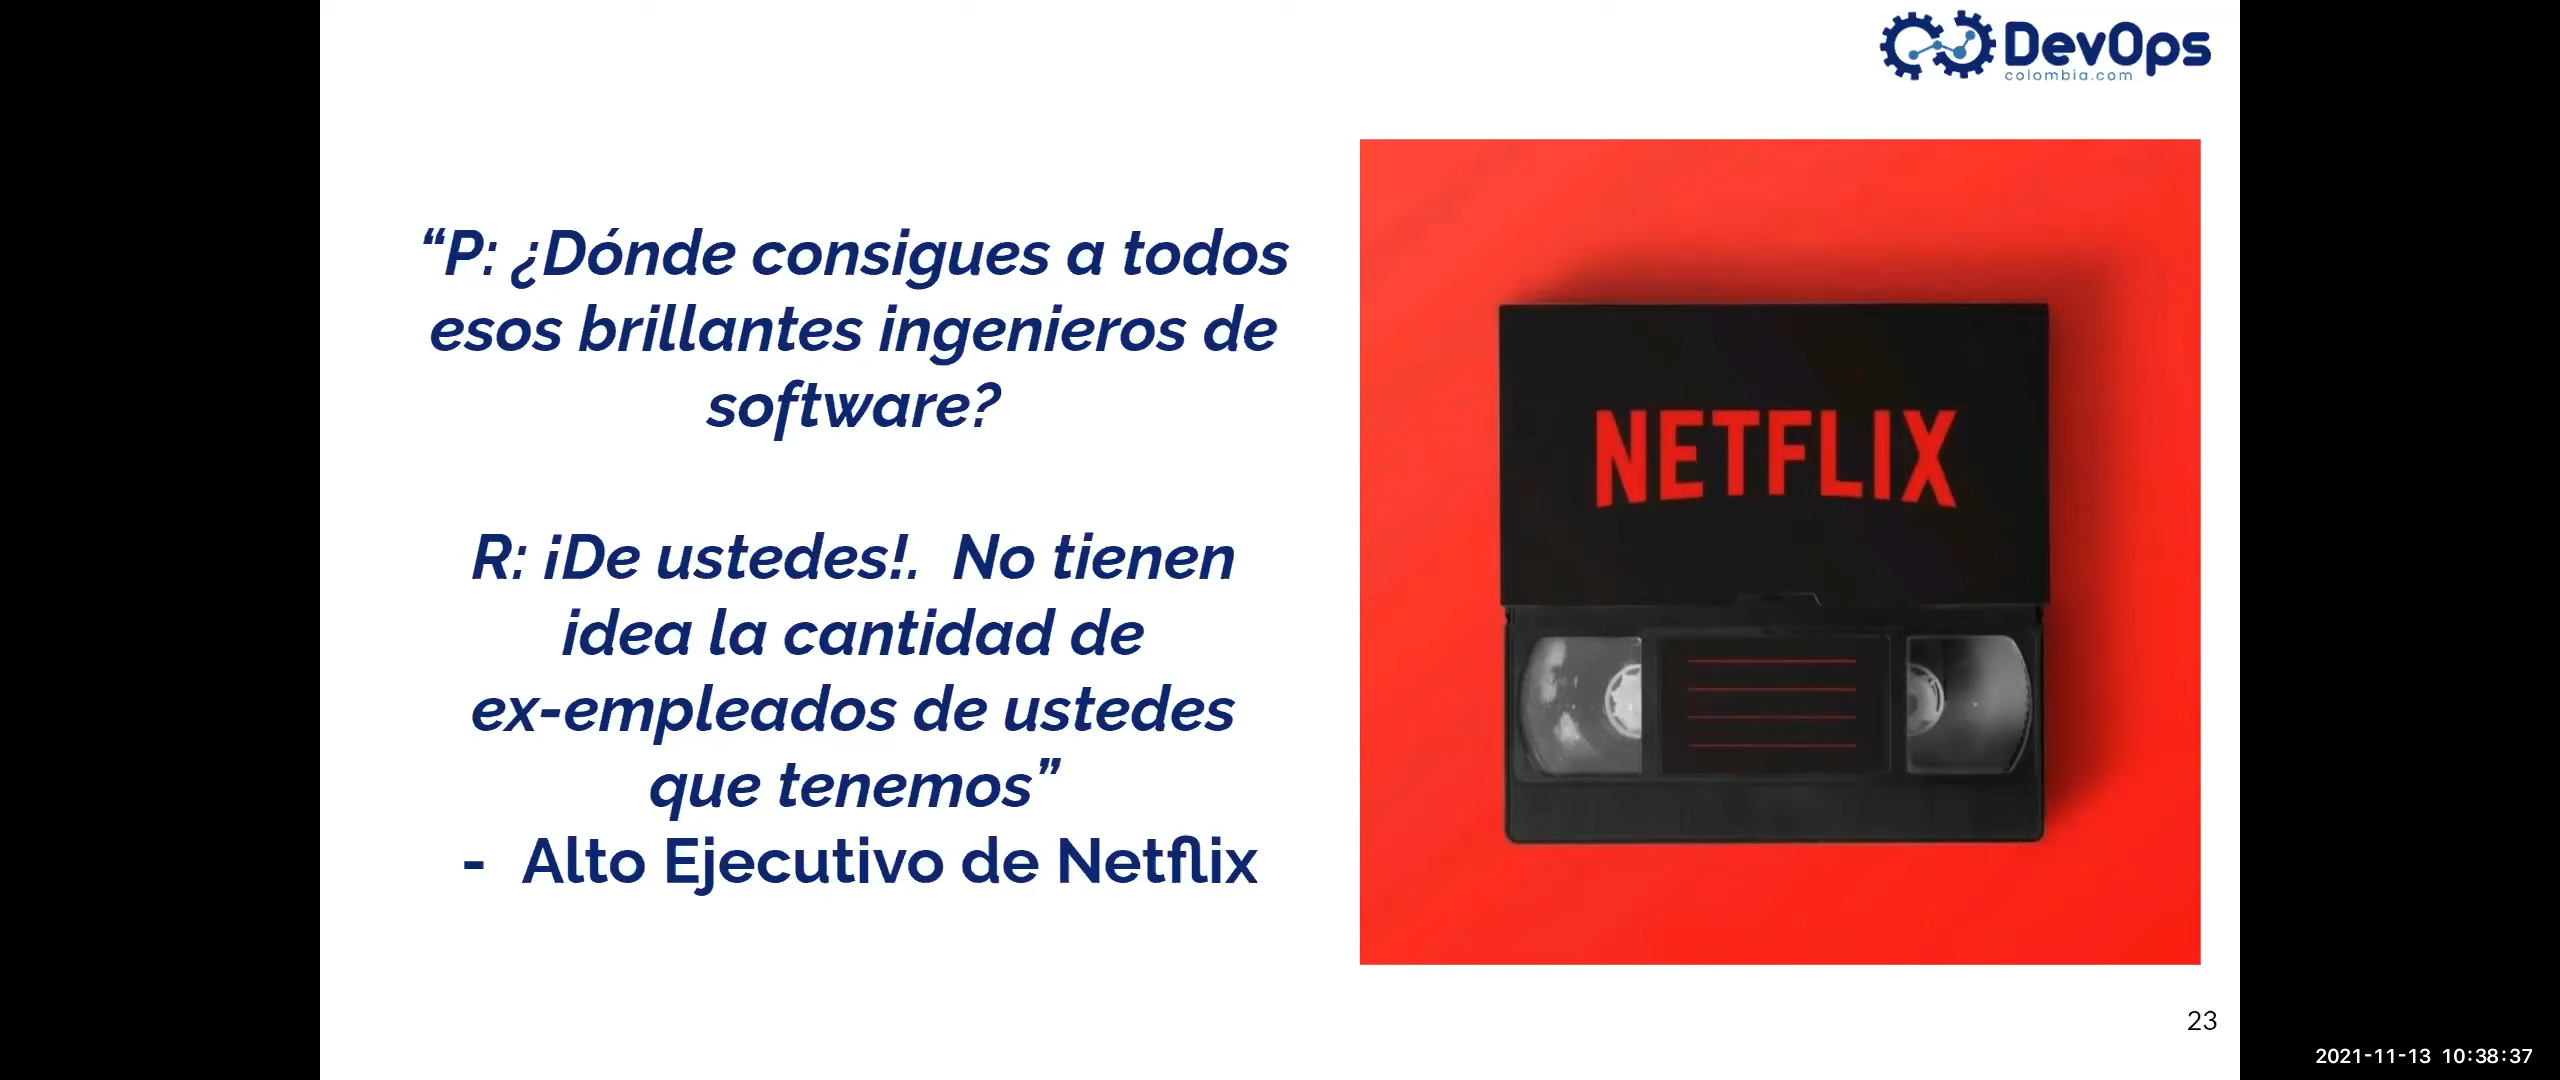 DevOps
colombia.com
“P: ¿Dónde consigues a todos
esos brillantes ingenieros de
software?
R: ¡De ustedes!.  No tienen
idea la cantidad de
ex-empleados de ustedes
que tenemos”
- Alto Ejecutivo de Netflix
NETFLIX
23
2021-11-13 10:38:37